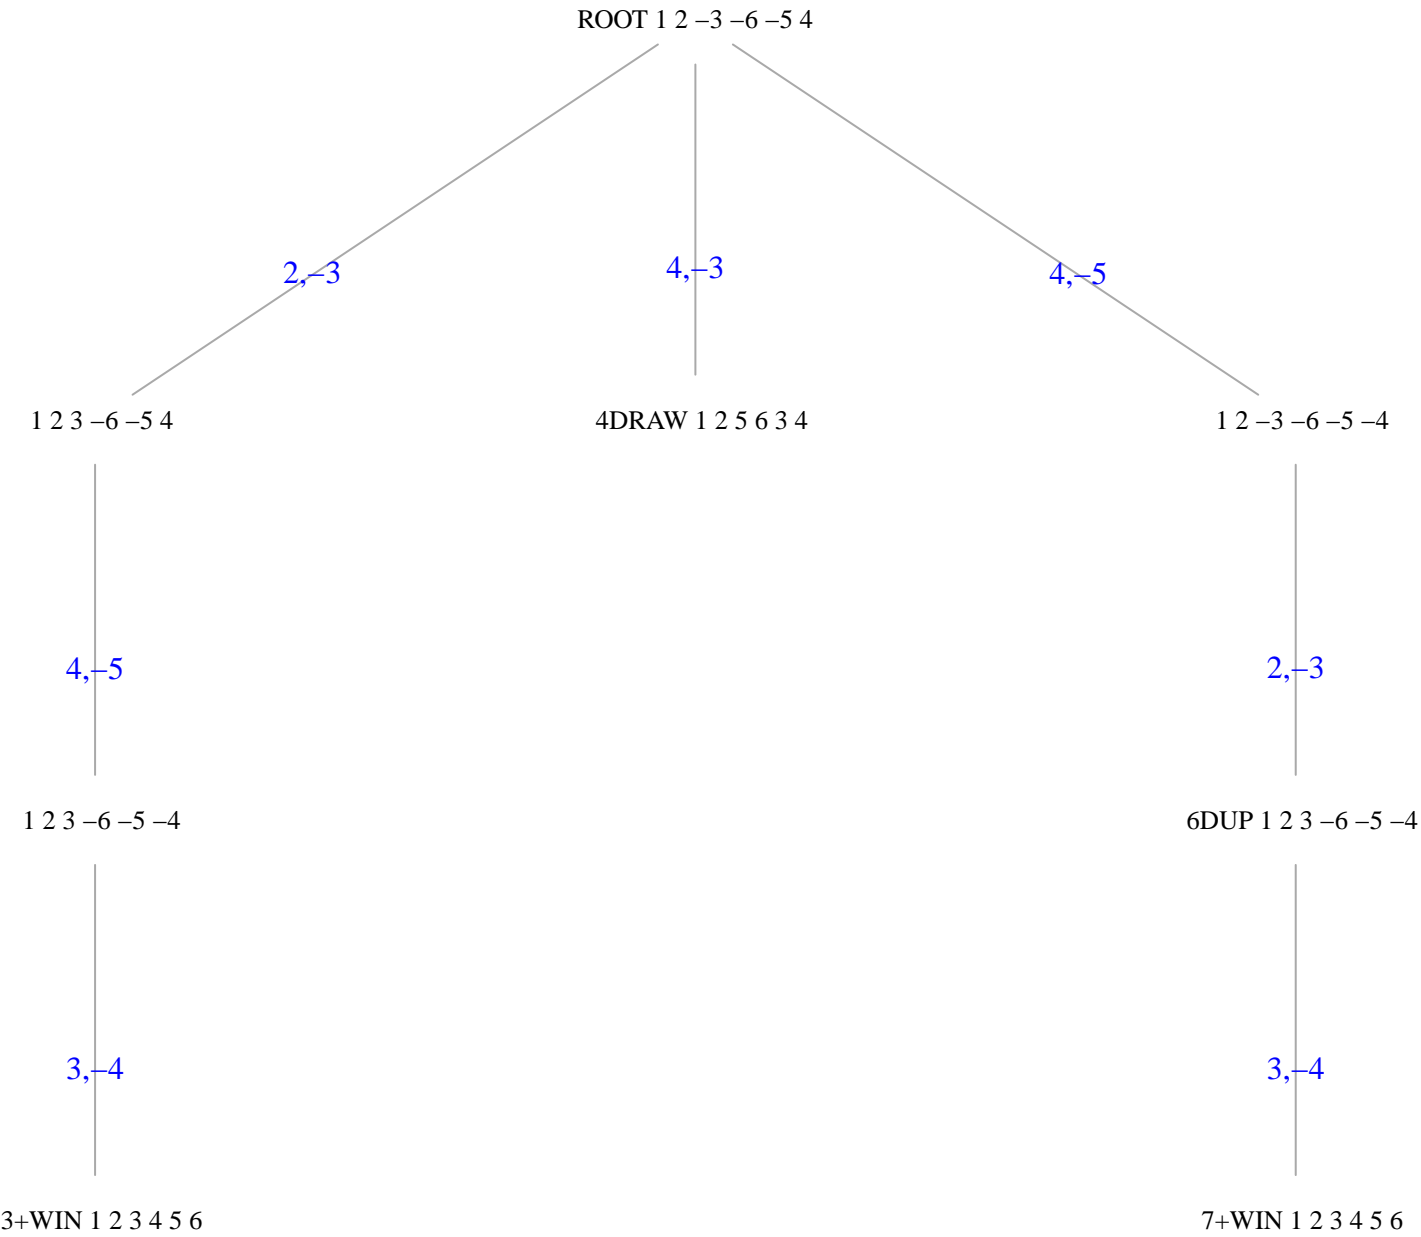 ROOT 1 2 –3 –6 –5 4
2,–3
4,–3
4,–5
1 2 3 –6 –5 4
4DRAW 1 2 5 6 3 4
1 2 –3 –6 –5 –4
4,–5
2,–3
1 2 3 –6 –5 –4
6DUP 1 2 3 –6 –5 –4
3,–4
3,–4
3+WIN 1 2 3 4 5 6
7+WIN 1 2 3 4 5 6